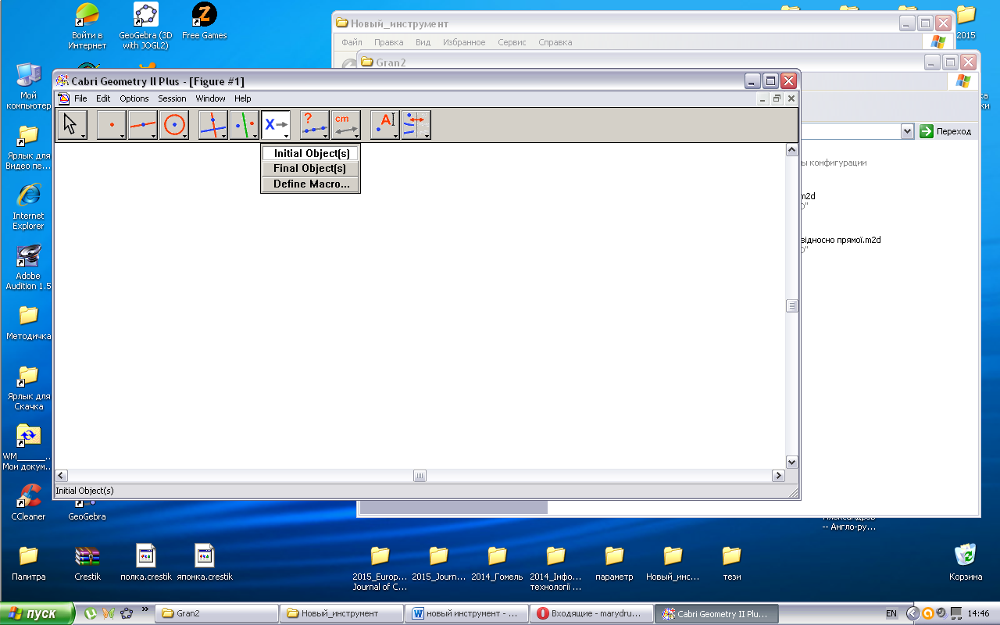 Войти в
Интернет
GeoGebra (3D
with JOGL2)
Free Games
Новый_инструмент
Файл Правка Вид Избранное Сервис Справка
2015
Gran2
Мой
компьютер
Cabri Geometry II Plus - [Figure #1]
File Edit Options Session Window Help
X
?
cm
A
Переход
Initial Object(s)
Final Object(s)
Define Macro...
Ярлык для
Видео пе...
ы конфигурации
m2d
Internet
Explorer
відносно прямої.m2d
Adobe
Audition 1.5
Методичка
Ярлык для
Скачка
WM______...
Мои докум...
Initial Object(s)
CCleaner
GeoGebra
-- Англо-ру...
Палитра
Crestik
полка.crestik
японка.crestik
2015_Europ...
Journal of C...
2015_Journ...
2014_Гомель
2014_Інфо...
технології ...
параметр
Новый_инс...
тези
Корзина
пуск
Gran2
Новый_инструмент
новый инструмент - ...
Входящие - marydru...
Cabri Geometry II Plu...
EN
14:46